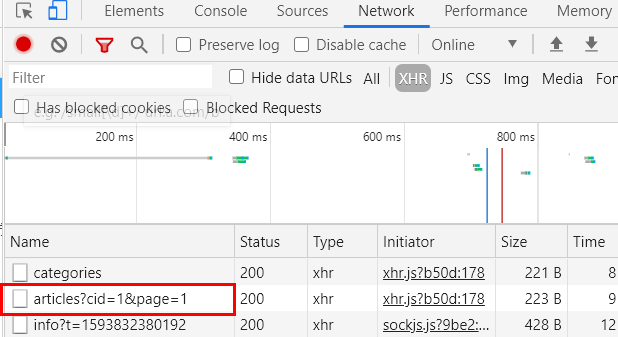 Elements Console Sources Network Performance Memory
Preserve log Disable cache Online
Filter Hide data URLs All XHR JS CSS Img Media Fon
Has blocked cookies Blocked Requests
200 ms 400 ms 600 ms 800 ms
Name Status Type Initiator Size Time
categories 200 xhr xhr.js?b50d:178 221 B 8
articles?cid=1&page=1 200 xhr xhr.js?b50d:178 223 B 9
info?t=1593832380192 200 xhr sockjs.js?9be2:... 428 B 12